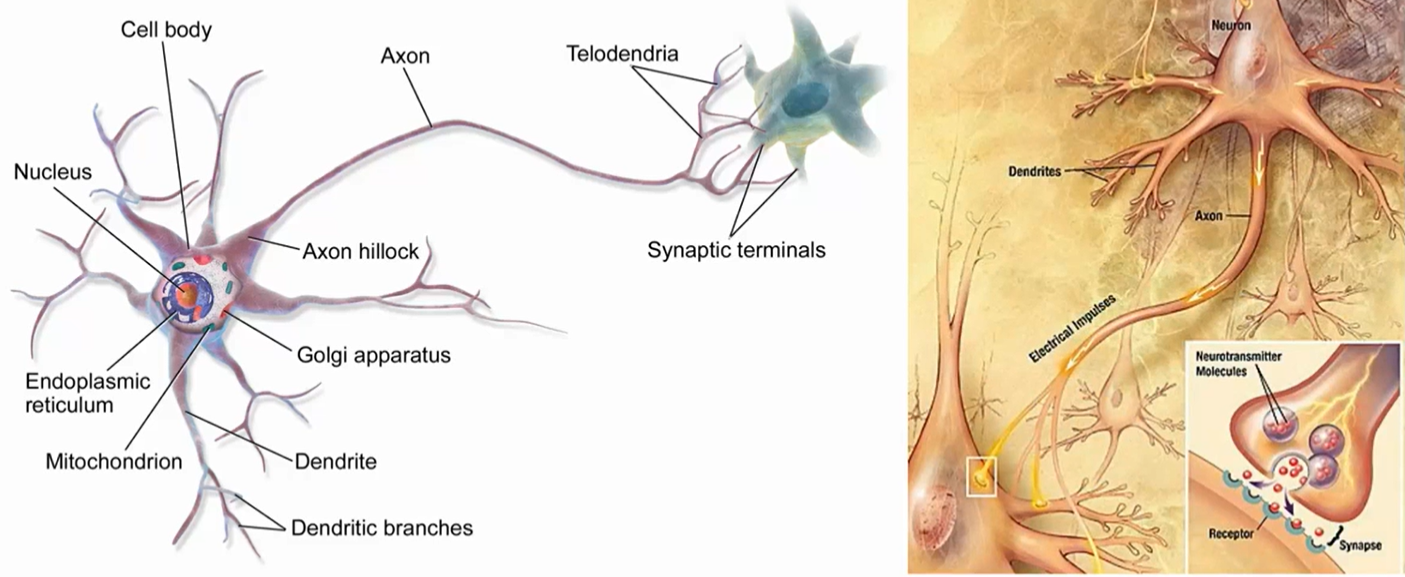 Cell body
Axon
Telodendria
Nucleus
Axon hillock
Synaptic terminals
Golgi apparatus
Endoplasmic
reticulum
Mitochondrion
Dendrite
Dendritic branches
Neuron
Dendrites
Axon
Electrical Impulses
Neurotransmitter
Molecules
Receptor
Synapse